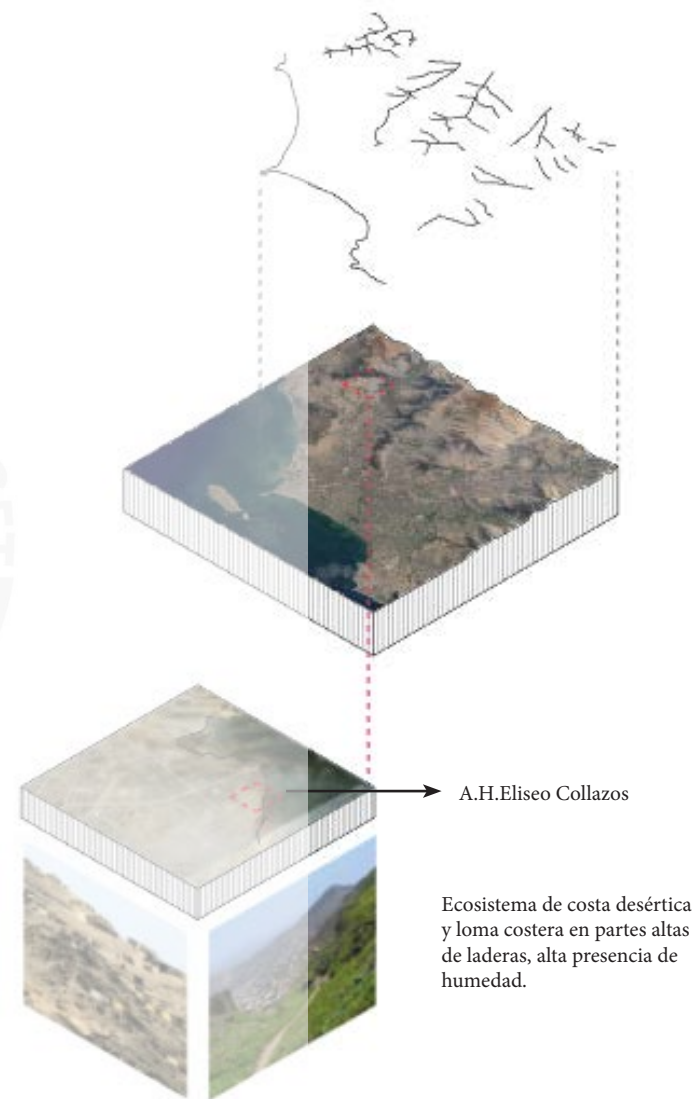 A.H.Eliseo Collazos
Ecosistema de costa desértica
y loma costera en partes altas
de laderas, alta presencia de
humedad.